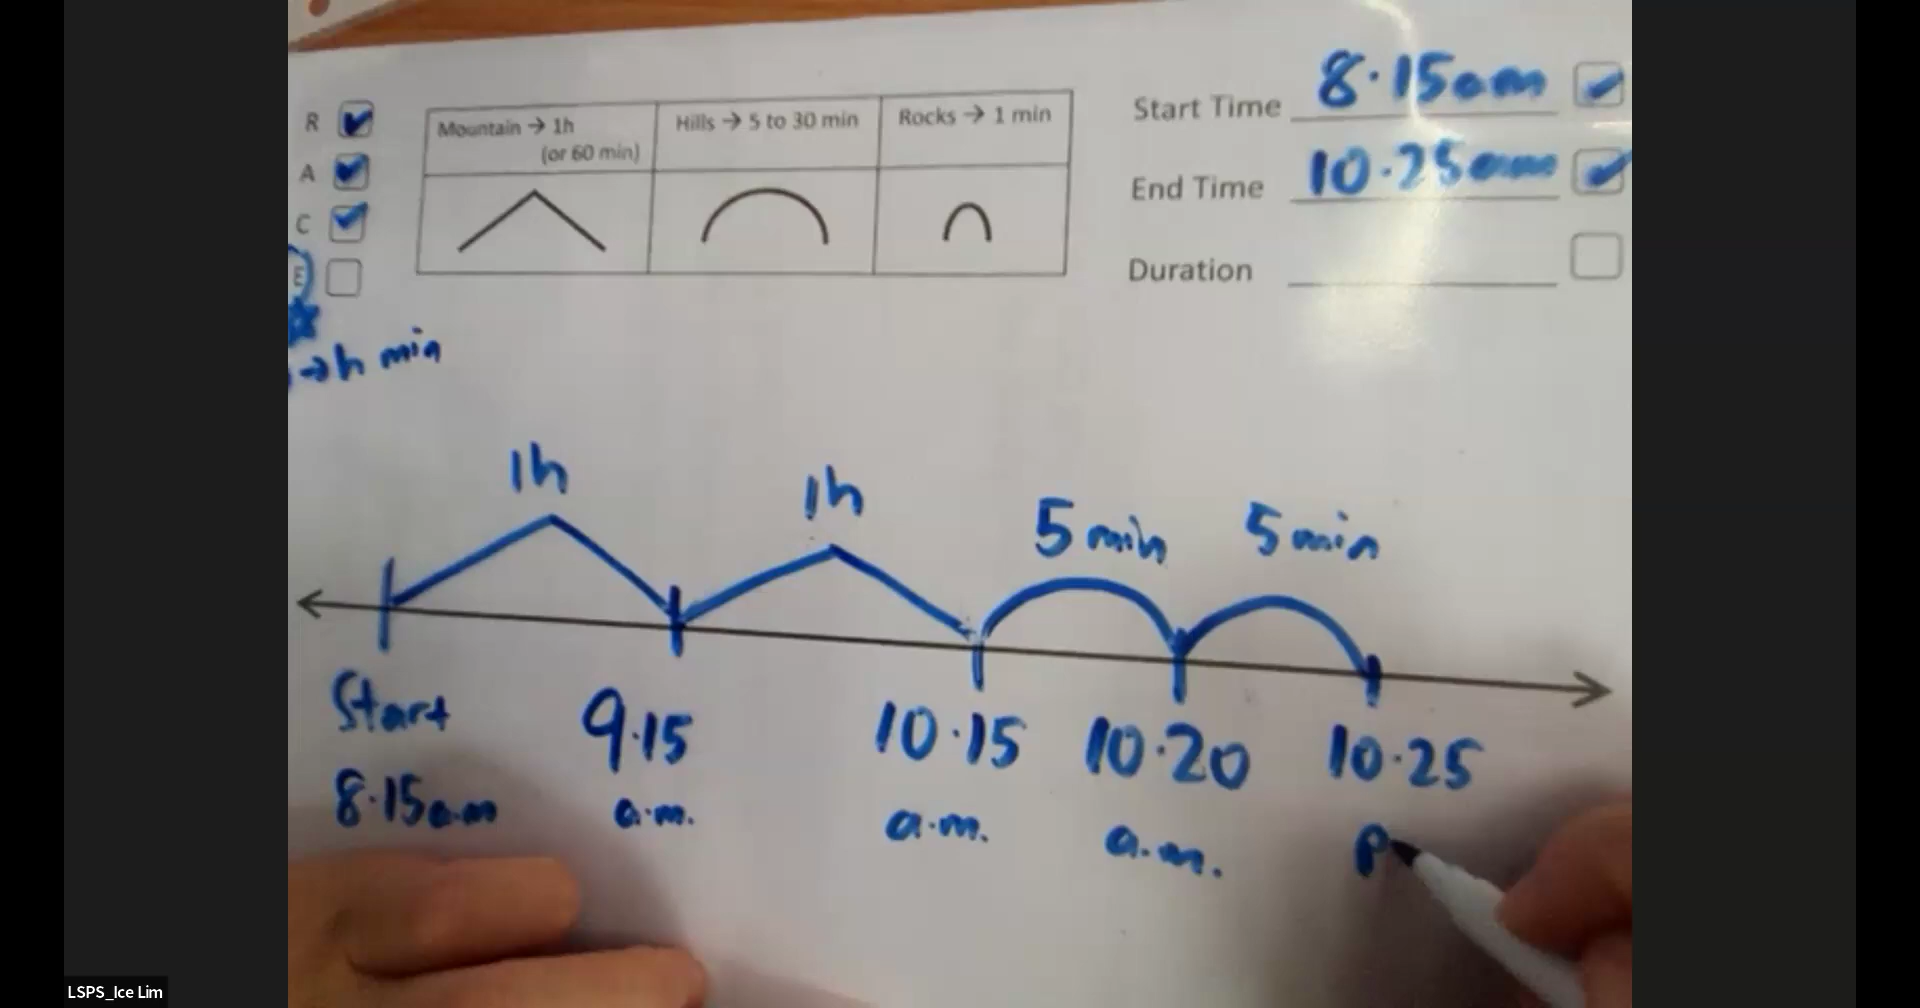 R
A
C
E
→h min
Mountain → 1h
(or 60 min)
Hills → 5 to 30 min
Rocks → 1 min
Start Time 8.15am
End Time 10.25am
Duration
1h
1h
5 min
5 min
Start
8.15am
9.15
a.m.
10.15
a.m.
10.20
a.m.
10.25
p
LSPS_Ice Lim